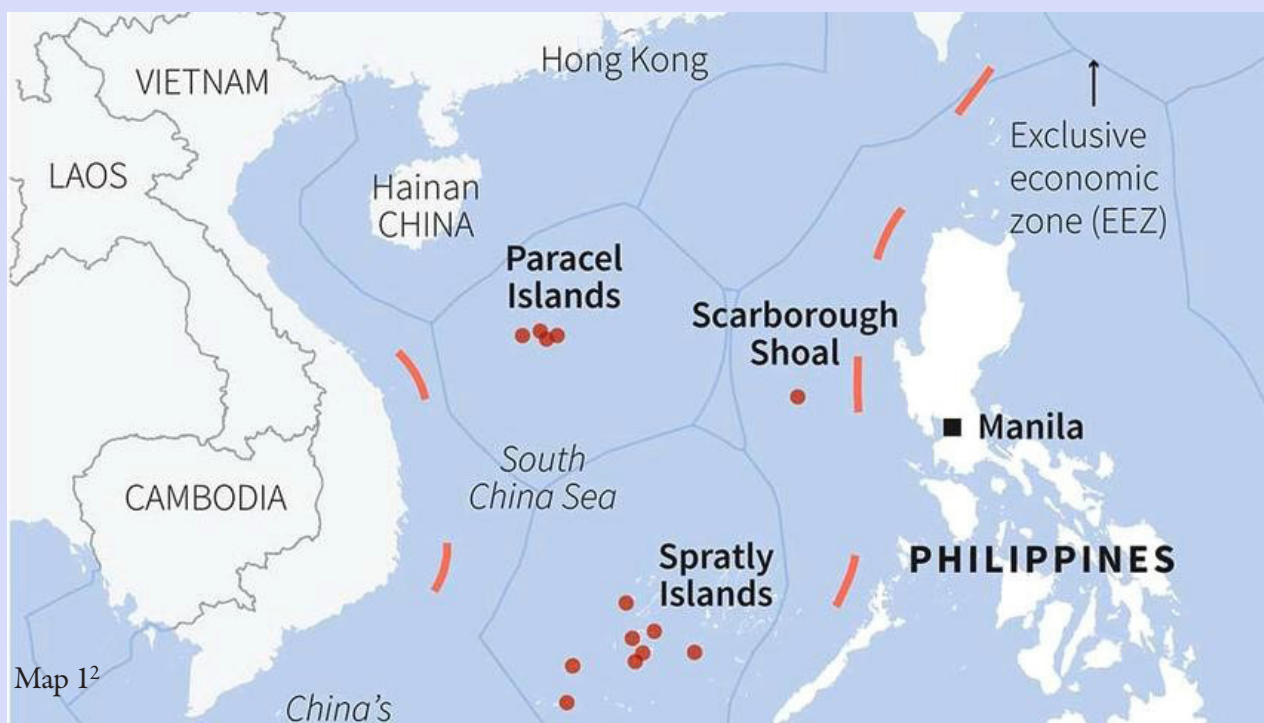 Hong Kong
VIETNAM
Exclusive
economic
zone (EEZ)
LAOS
Hainan
CHINA
Paracel
Islands
Scarborough
Shoal
Manila
South
China Sea
CAMBODIA
Spratly
Islands
PHILIPPINES
Map 1²
China's